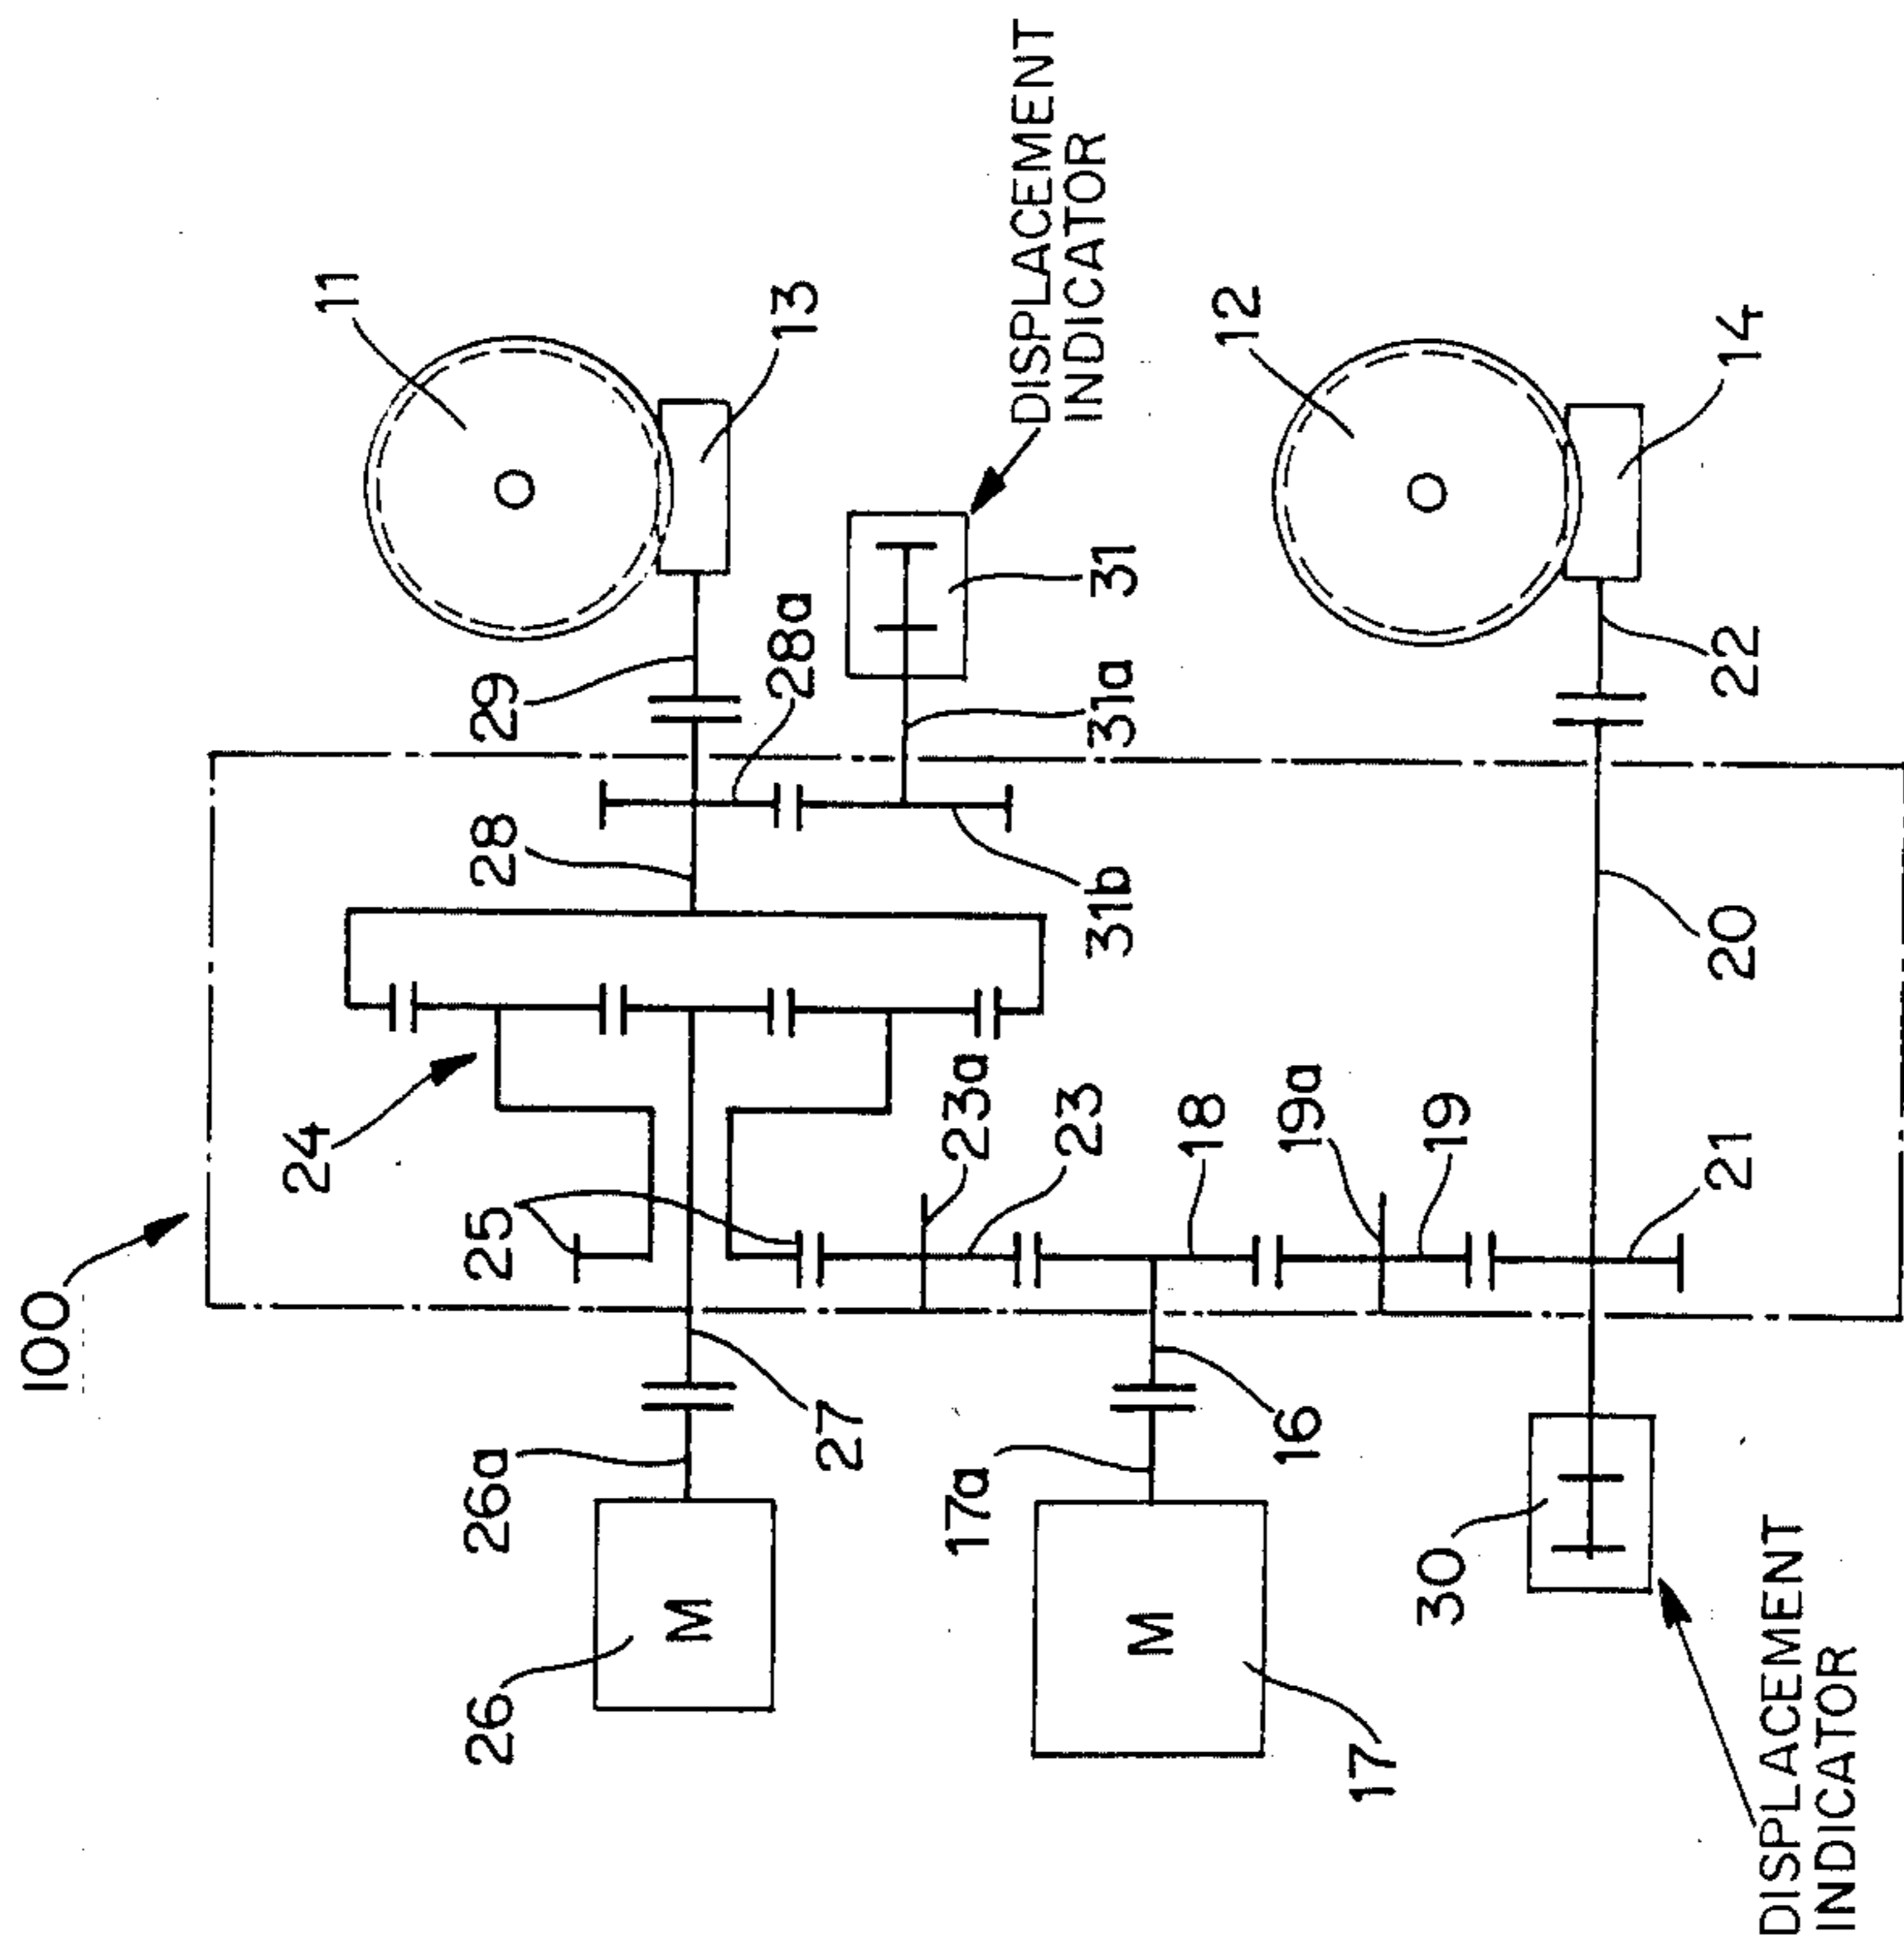 100
24
25
26
26a
27
28
29
11
13
28a
31
31a
31b
DISPLACEMENT
INDICATOR
23a
23
18
19a
19
21
20
22
12
14
17a
16
17
M
M
30
DISPLACEMENT
INDICATOR